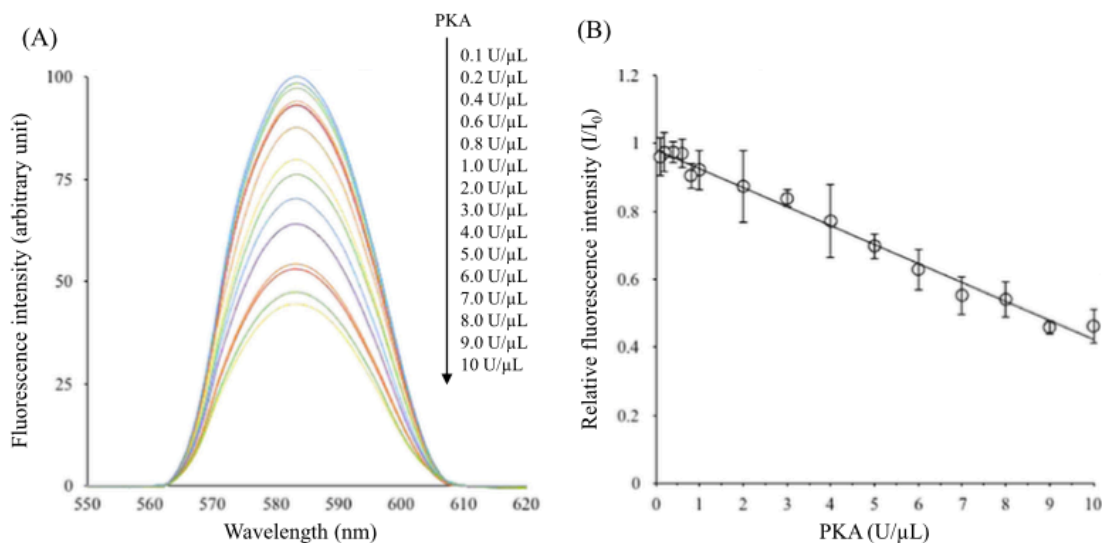 (A)
PKA
0.1 U/µL
0.2 U/µL
0.4 U/µL
0.6 U/µL
0.8 U/µL
1.0 U/µL
2.0 U/µL
3.0 U/µL
4.0 U/µL
5.0 U/µL
6.0 U/µL
7.0 U/µL
8.0 U/µL
9.0 U/µL
10 U/µL
Fluorescence intensity (arbitrary unit)
100
75
50
25
0
550 560 570 580 590 600 610 620
Wavelength (nm)
(B)
Relative fluorescence intensity (I/I₀)
1.2
1
0.8
0.6
0.4
0.2
0
0 1 2 3 4 5 6 7 8 9 10
PKA (U/µL)